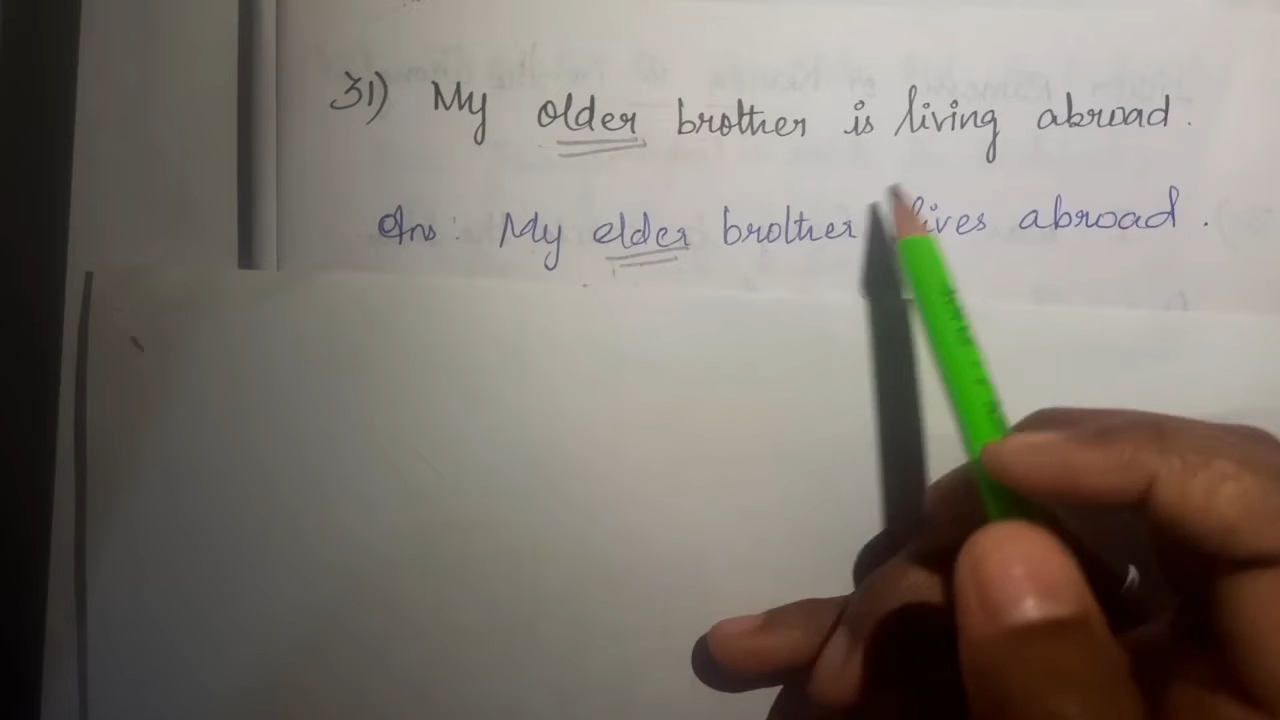 31) My older brother is living abroad.
Ans: My elder brother lives abroad.